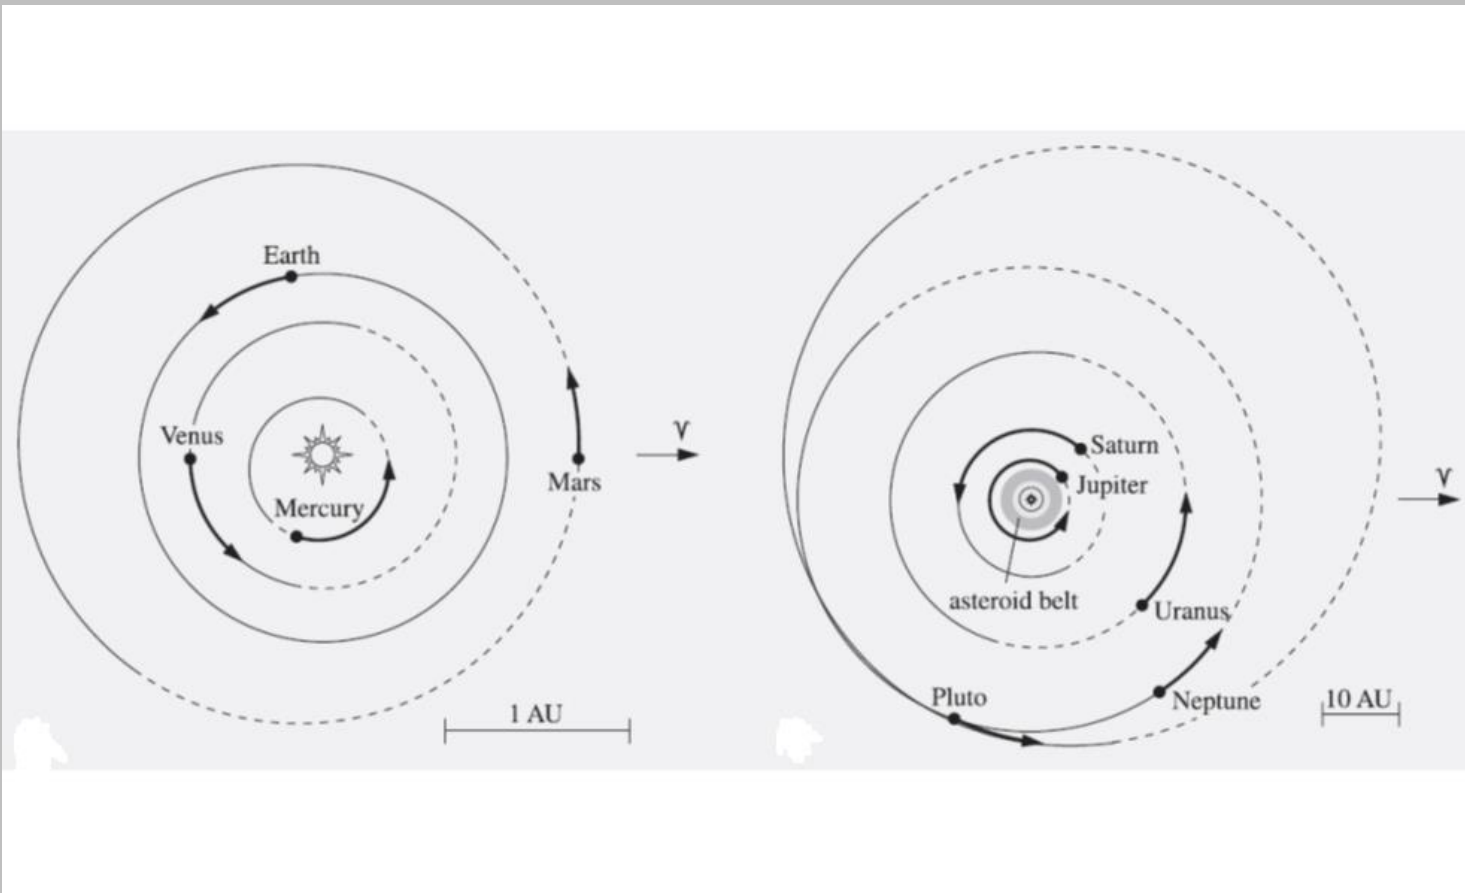 Earth
Venus
Mercury
Mars
♈
1 AU
Saturn
Jupiter
asteroid belt
Uranus
Pluto
Neptune
10 AU
♈